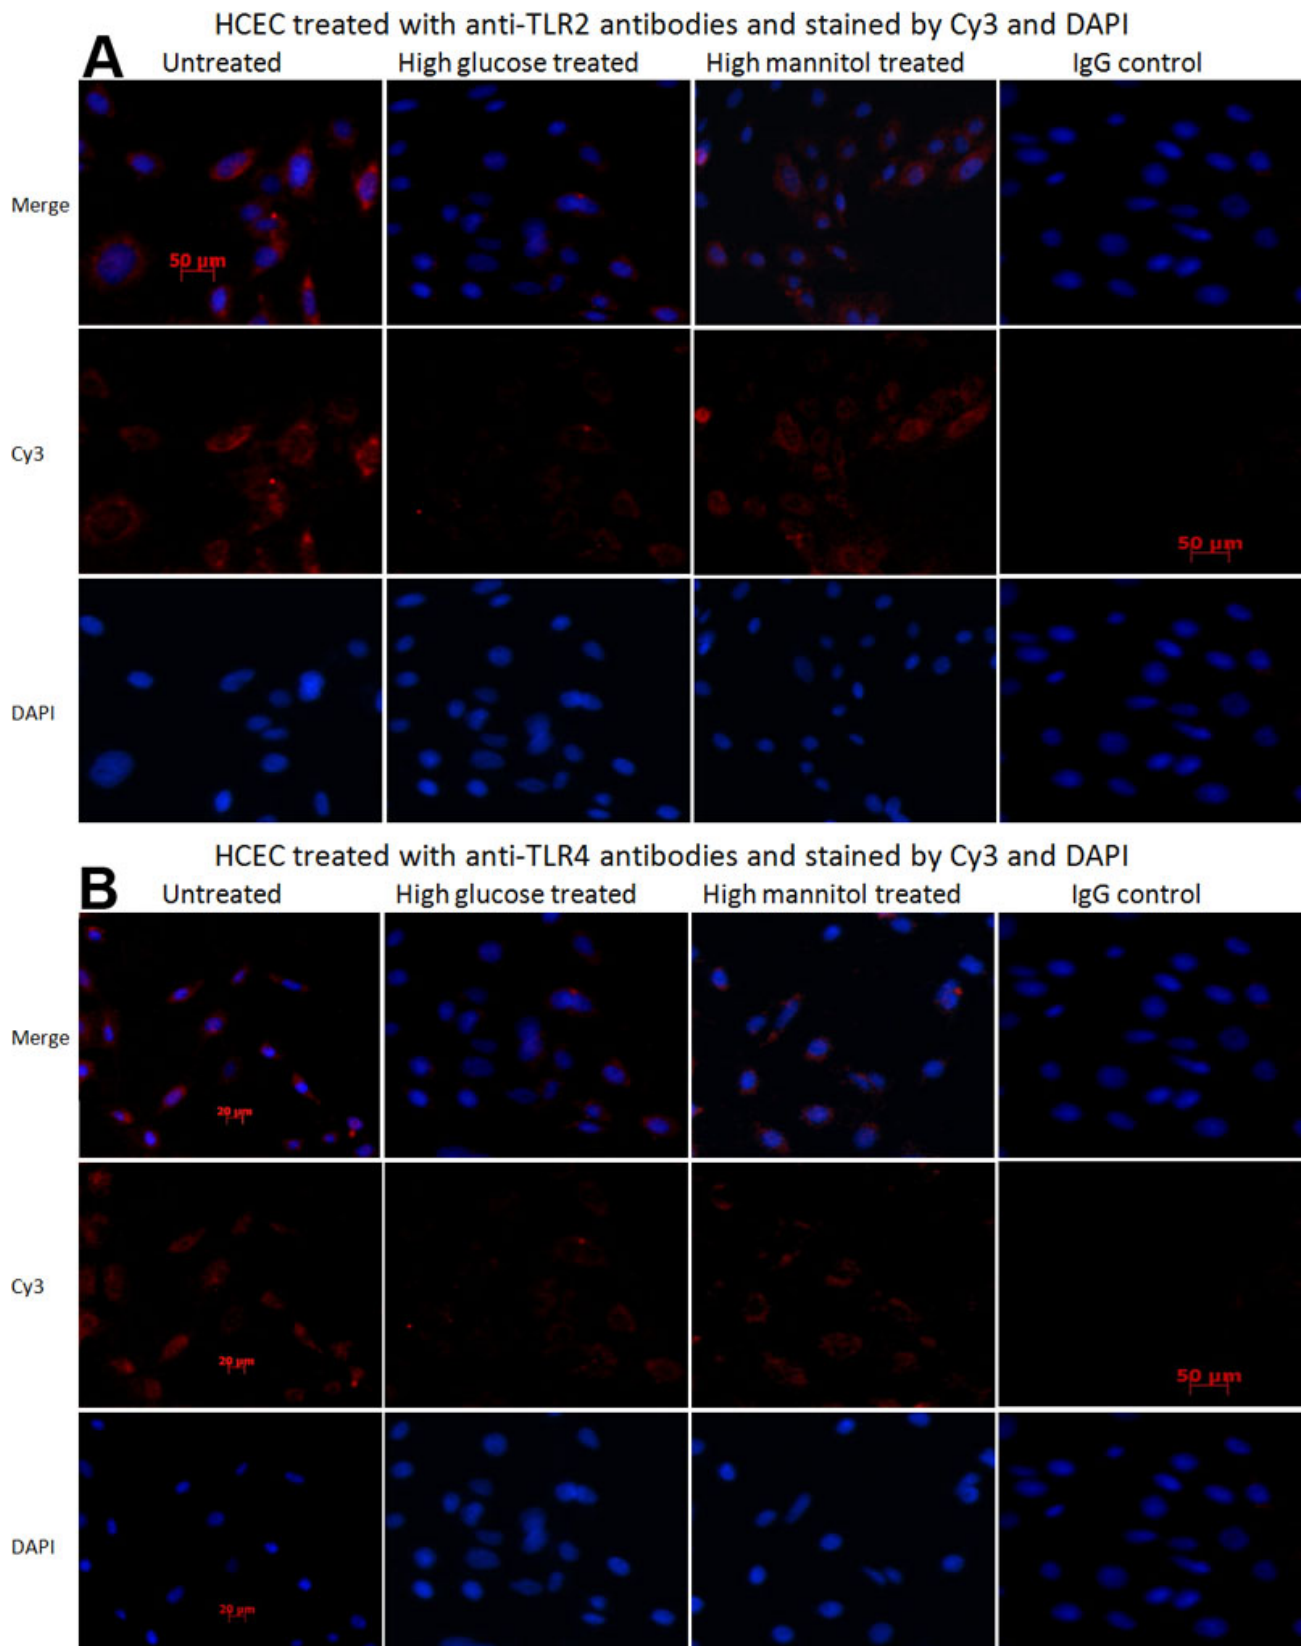 HCEC treated with anti-TLR2 antibodies and stained by Cy3 and DAPI
A
Untreated High glucose treated High mannitol treated IgG control
Merge
50 µm
Cy3
50 µm
DAPI
HCEC treated with anti-TLR4 antibodies and stained by Cy3 and DAPI
B
Untreated High glucose treated High mannitol treated IgG control
Merge
20 µm
Cy3
20 µm
50 µm
DAPI
20 µm